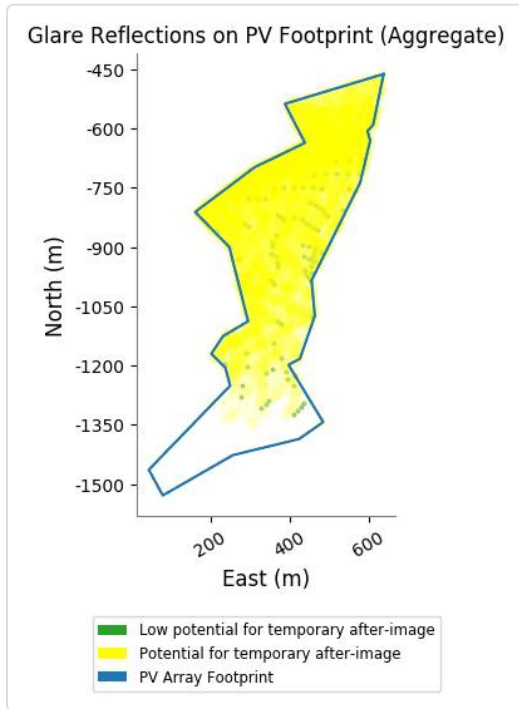 Glare Reflections on PV Footprint (Aggregate)
-450
-600
-750
-900
-1050
-1200
-1350
-1500
North (m)
200
400
600
East (m)
Low potential for temporary after-image
Potential for temporary after-image
PV Array Footprint